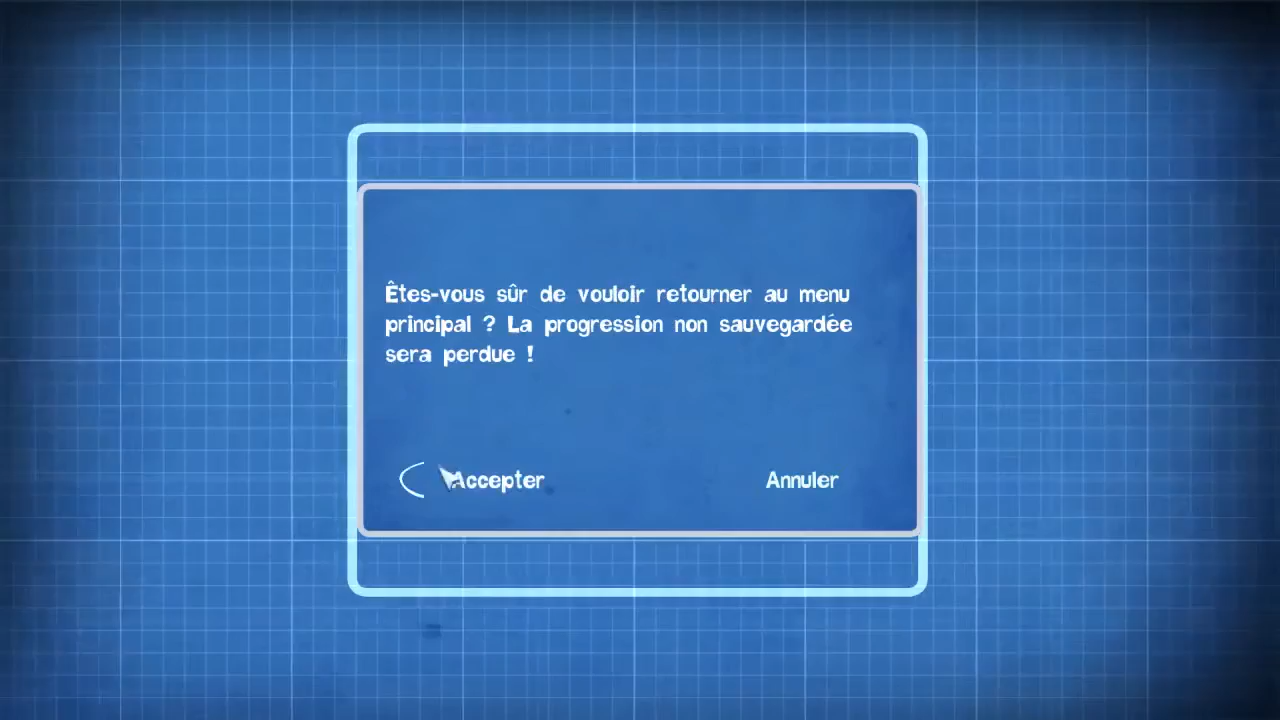 Êtes-vous sûr de vouloir retourner au menu
principal ? La progression non sauvegardée
sera perdue !
Accepter Annuler